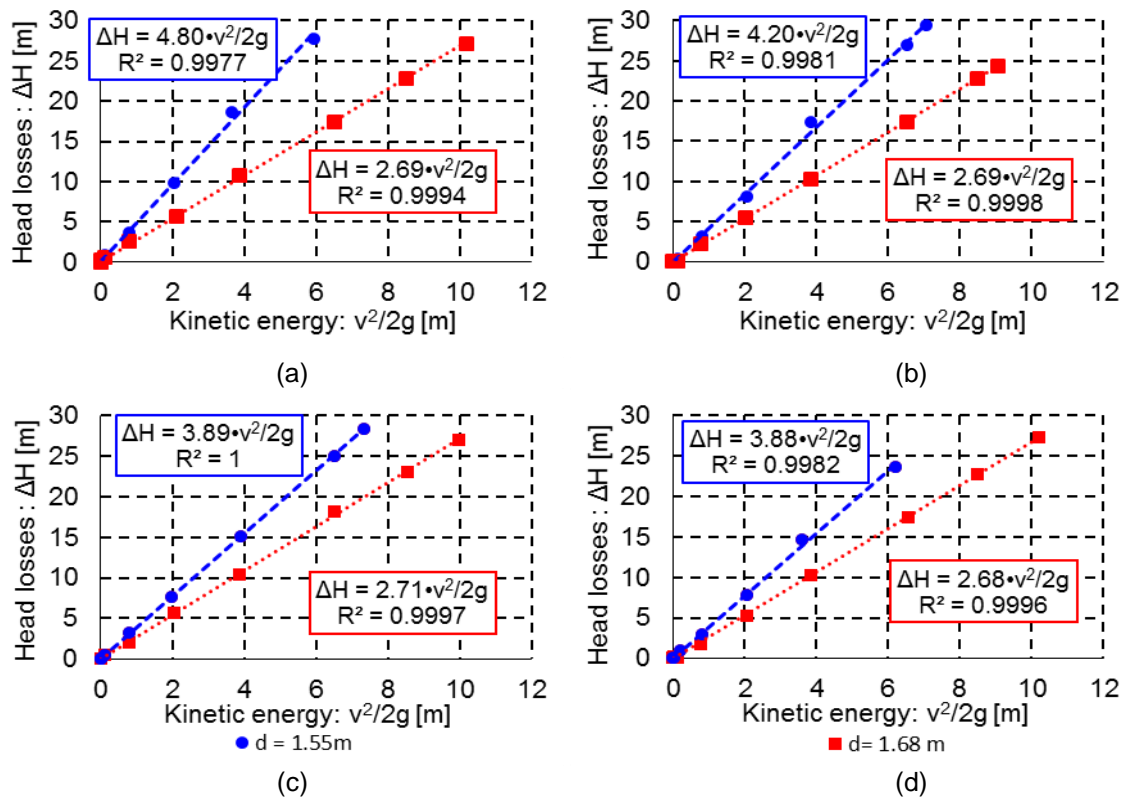 Head losses : ΔH [m]
30
25
20
15
10
5
0
ΔH = 4.80•v²/2g
R² = 0.9977
ΔH = 2.69•v²/2g
R² = 0.9994
0 2 4 6 8 10 12
Kinetic energy: v²/2g [m]
(a)
Head losses : ΔH [m]
30
25
20
15
10
5
0
ΔH = 4.20•v²/2g
R² = 0.9981
ΔH = 2.69•v²/2g
R² = 0.9998
0 2 4 6 8 10 12
Kinetic energy: v²/2g [m]
(b)
Head losses : ΔH [m]
30
25
20
15
10
5
0
ΔH = 3.89•v²/2g
R² = 1
ΔH = 2.71•v²/2g
R² = 0.9997
0 2 4 6 8 10 12
Kinetic energy: v²/2g [m]
d = 1.55m
(c)
Head losses : ΔH [m]
30
25
20
15
10
5
0
ΔH = 3.88•v²/2g
R² = 0.9982
ΔH = 2.68•v²/2g
R² = 0.9996
0 2 4 6 8 10 12
Kinetic energy: v²/2g [m]
d= 1.68 m
(d)